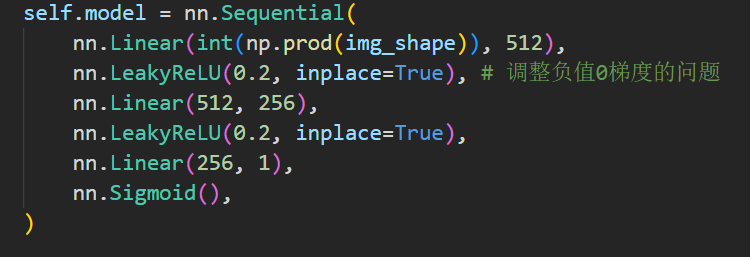 self.model = nn.Sequential(
    nn.Linear(int(np.prod(img_shape)), 512),
    nn.LeakyReLU(0.2, inplace=True), # 调整负值0梯度的问题
    nn.Linear(512, 256),
    nn.LeakyReLU(0.2, inplace=True),
    nn.Linear(256, 1),
    nn.Sigmoid(),
)